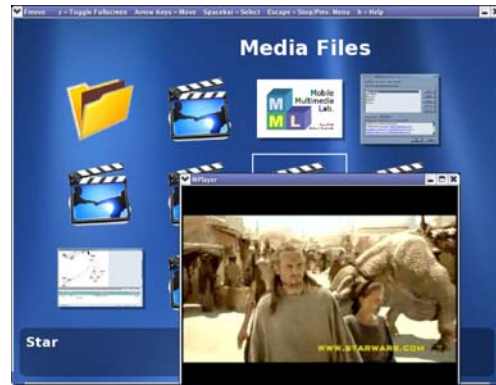 Freevo z = Toggle Fullscreen Arrow Keys = Move Spacebar = Select Escape = Stop/Prev. Menu h = Help
Media Files
M
M
L
Mobile
Multimedia
Lab.
MPlayer
WWW.STARWARS.COM
Star